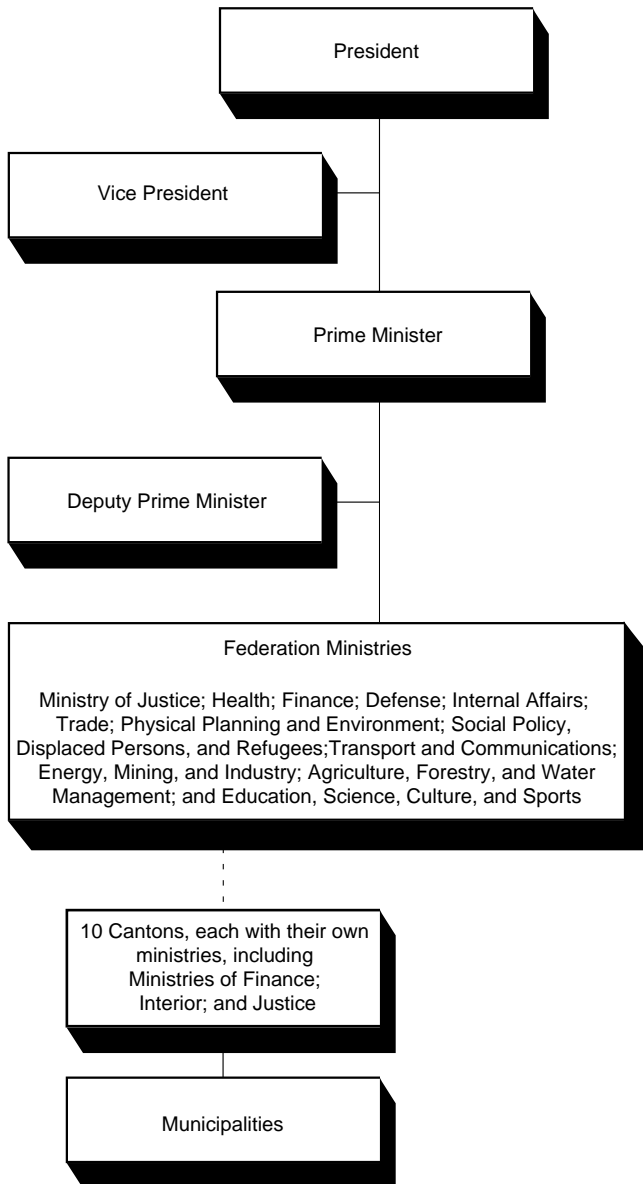 President
Vice President
Prime Minister
Deputy Prime Minister
Federation Ministries
Ministry of Justice; Health; Finance; Defense; Internal Affairs;
Trade; Physical Planning and Environment; Social Policy,
Displaced Persons, and Refugees;Transport and Communications;
Energy, Mining, and Industry; Agriculture, Forestry, and Water
Management; and Education, Science, Culture, and Sports
10 Cantons, each with their own
ministries, including
Ministries of Finance;
Interior; and Justice
Municipalities